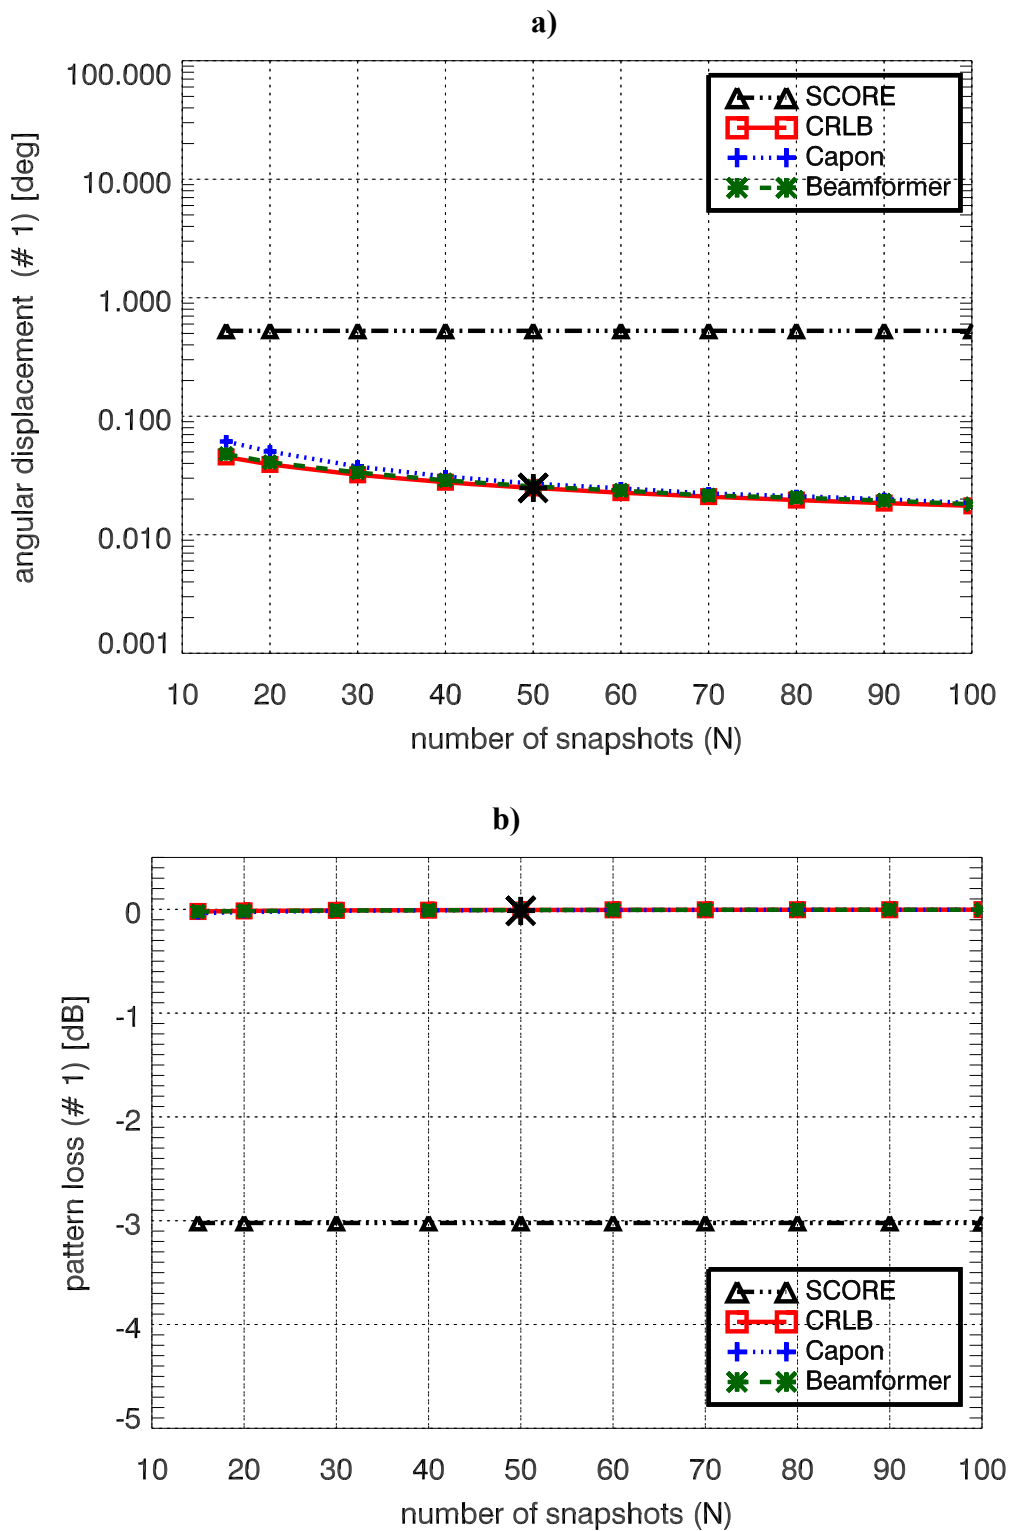 a)
100.000
10.000
1.000
0.100
0.010
0.001
angular displacement (# 1) [deg]
SCORE
CRLB
Capon
Beamformer
10 20 30 40 50 60 70 80 90 100
number of snapshots (N)
b)
0
-1
-2
-3
-4
-5
pattern loss (# 1) [dB]
SCORE
CRLB
Capon
Beamformer
10 20 30 40 50 60 70 80 90 100
number of snapshots (N)